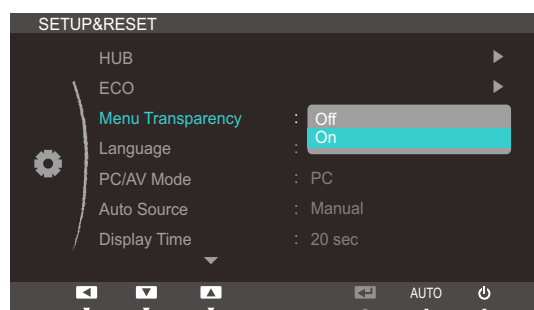 SETUP&RESET
HUB
ECO
Menu Transparency : Off
On
Language :
PC/AV Mode : PC
Auto Source : Manual
Display Time : 20 sec
AUTO